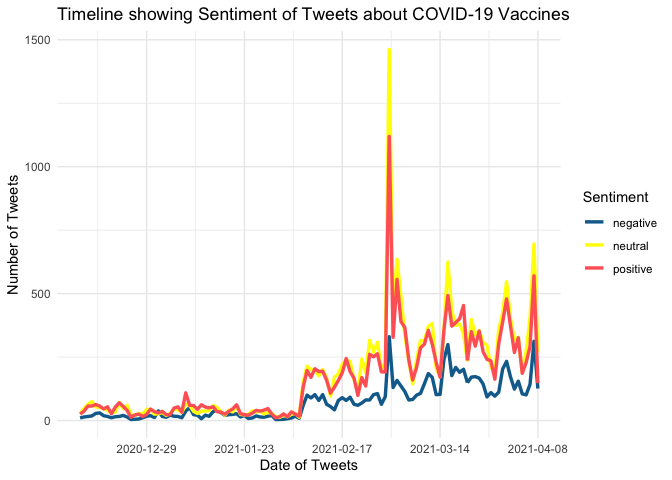 Timeline showing Sentiment of Tweets about COVID-19 Vaccines
Number of Tweets
1500
1000
500
0
2020-12-29 2021-01-23 2021-02-17 2021-03-14 2021-04-08
Date of Tweets
Sentiment
negative
neutral
positive